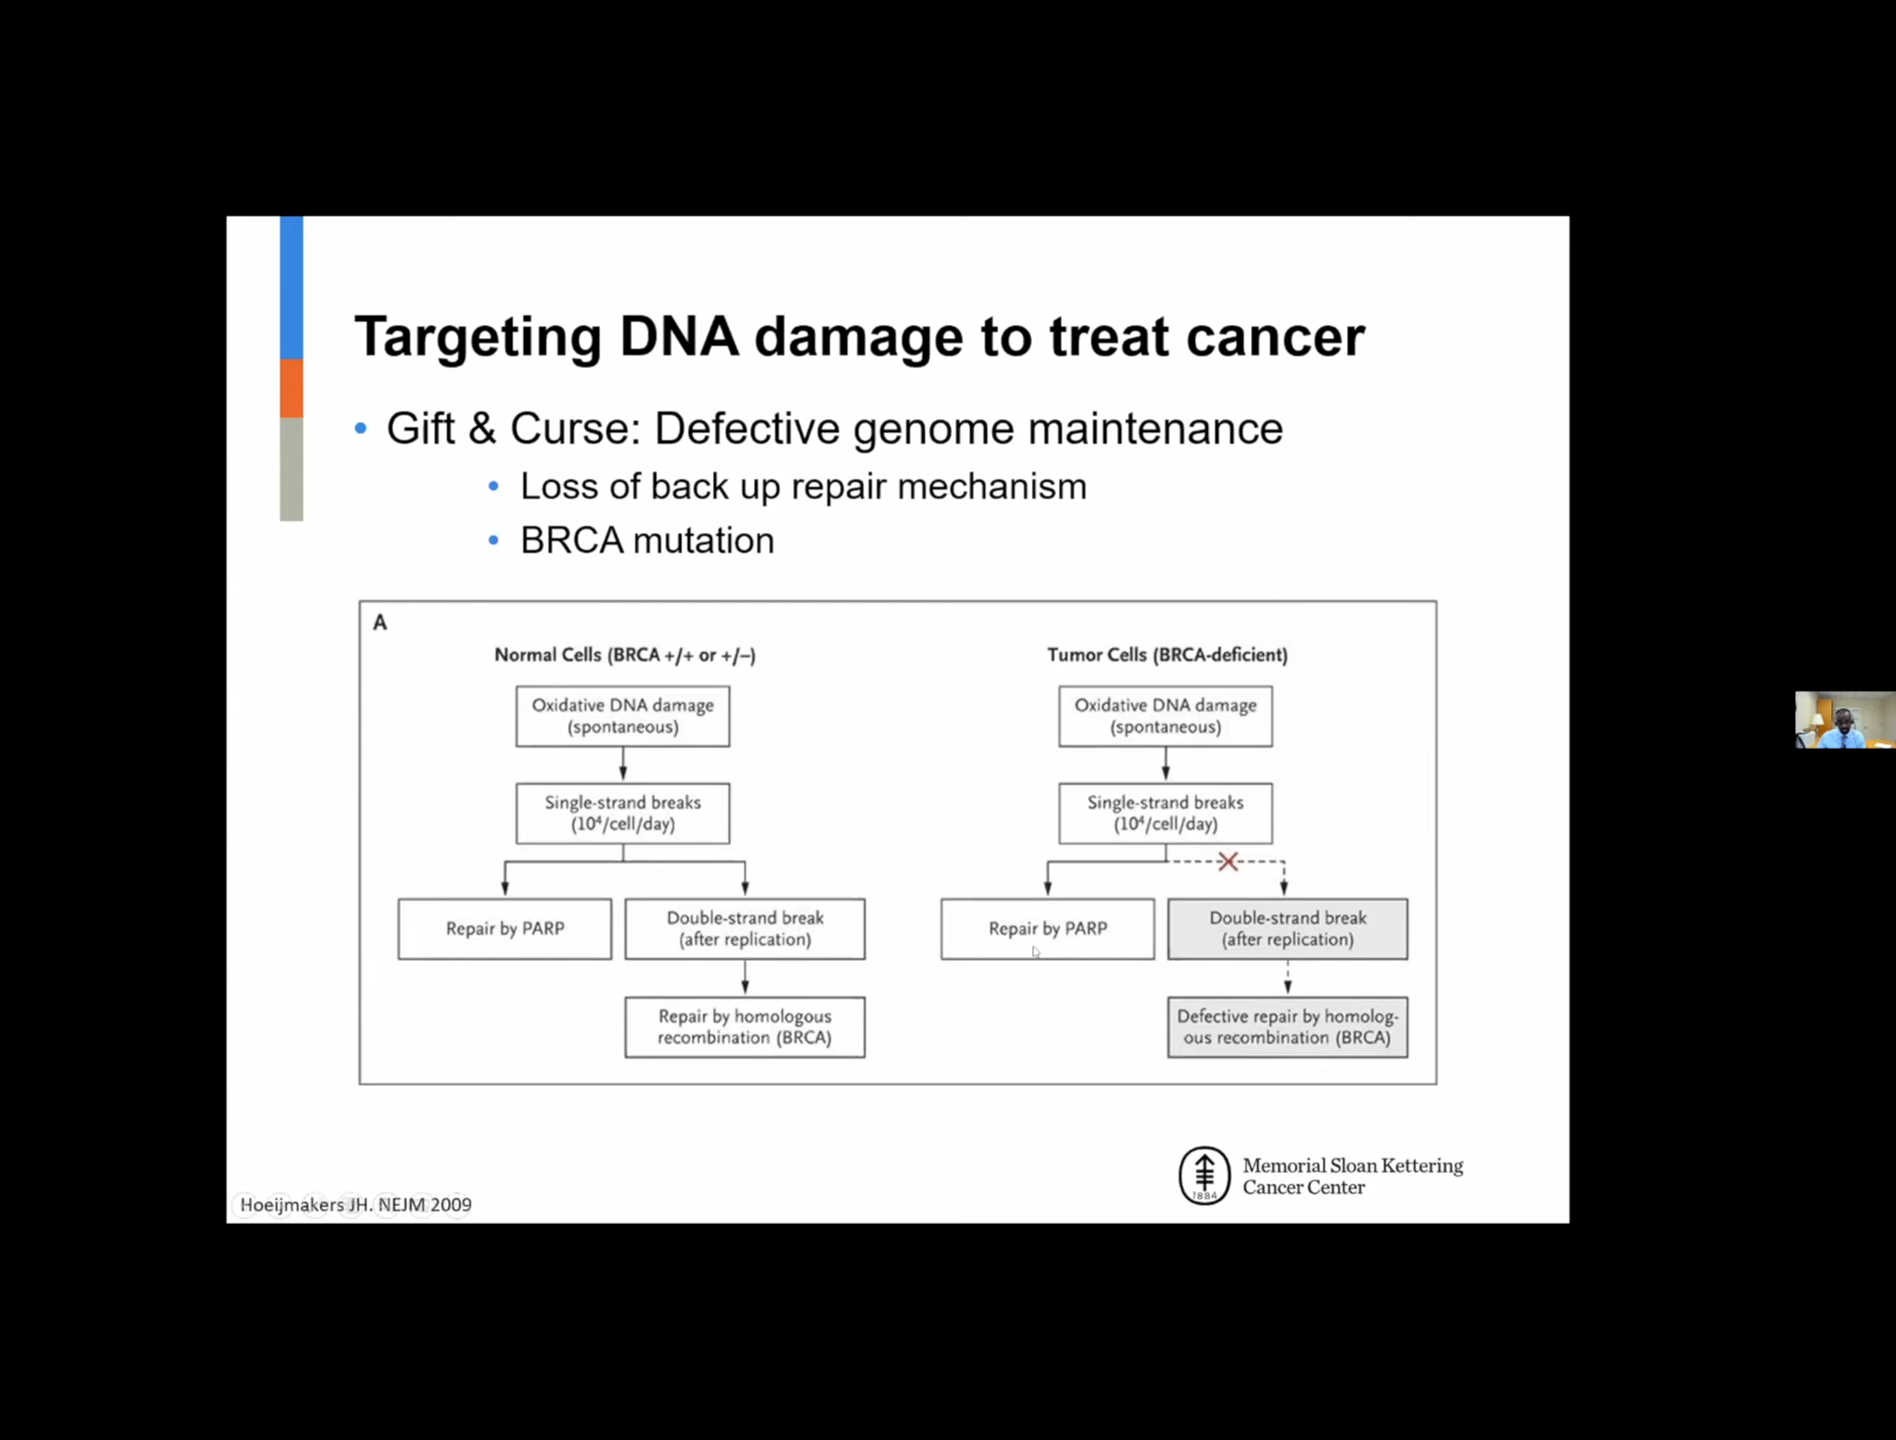 Targeting DNA damage to treat cancer
• Gift & Curse: Defective genome maintenance
• Loss of back up repair mechanism
• BRCA mutation
A
Normal Cells (BRCA +/+ or +/–)
Oxidative DNA damage
(spontaneous)
Single-strand breaks
(10⁴/cell/day)
Repair by PARP
Double-strand break
(after replication)
Repair by homologous
recombination (BRCA)
Tumor Cells (BRCA-deficient)
Oxidative DNA damage
(spontaneous)
Single-strand breaks
(10⁴/cell/day)
Repair by PARP
Double-strand break
(after replication)
Defective repair by homolog-
ous recombination (BRCA)
1884
Memorial Sloan Kettering
Cancer Center
Hoeijmakers JH. NEJM 2009